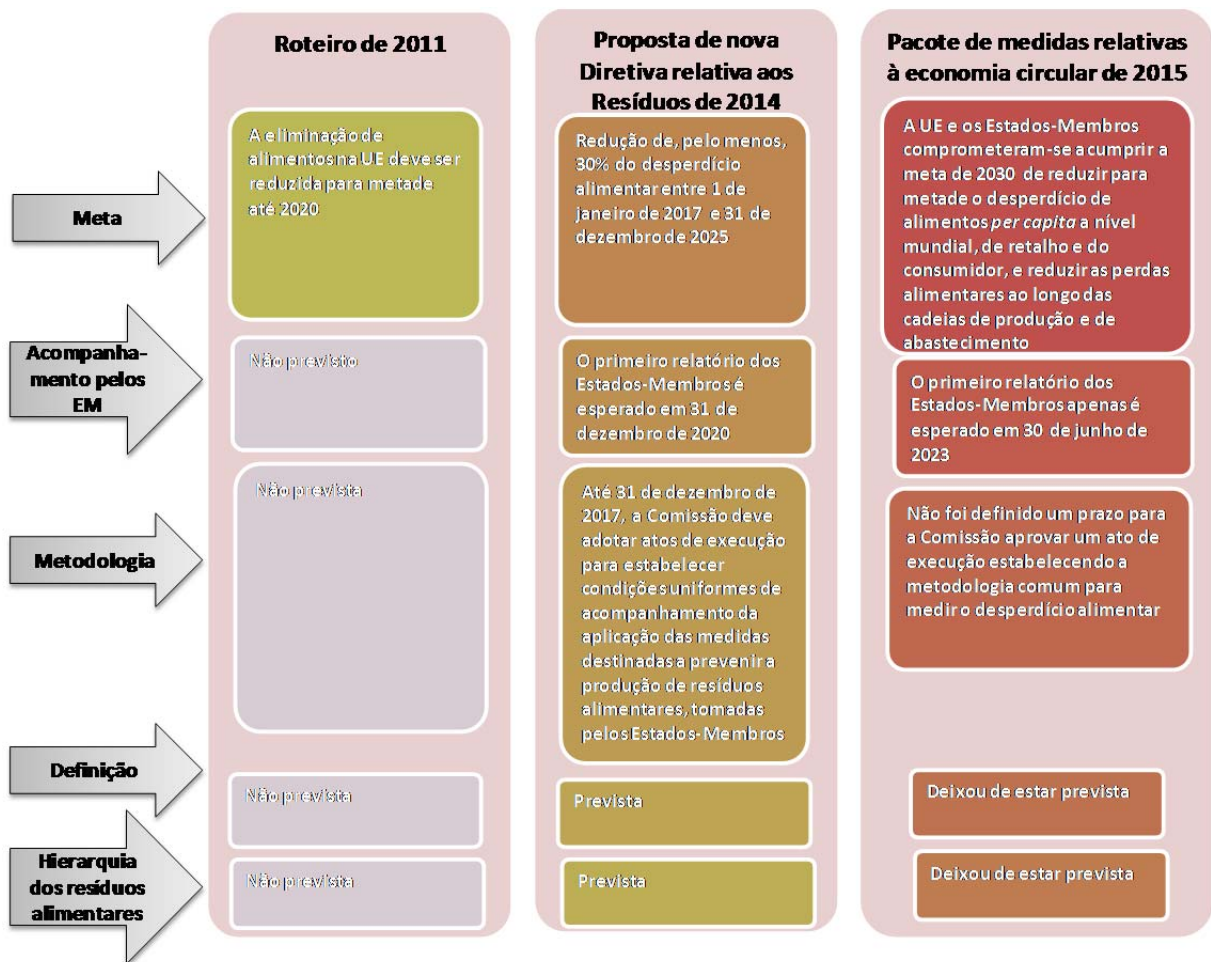 Roteiro de 2011
Proposta de nova
Diretiva relativa aos
Resíduos de 2014
Pacote de medidas relativas
à economia circular de 2015
Meta
A eliminação de
alimentos na UE deve ser
reduzida para metade
até 2020
Redução de, pelo menos,
30% do desperdício
alimentar entre 1 de
janeiro de 2017 e 31 de
dezembro de 2025
A UE e os Estados-Membros
comprometeram-se a cumprir a
meta de 2030 de reduzir para
metade o desperdício de
alimentos per capita a nível
mundial, de retalho e do
consumidor, e reduzir as perdas
alimentares ao longo das
cadeias de produção e de
abastecimento
Acompanha-
mento pelos
EM
Não previsto
O primeiro relatório dos
Estados-Membros é
esperado em 31 de
dezembro de 2020
O primeiro relatório dos
Estados-Membros apenas é
esperado em 30 de junho de
2023
Metodologia
Não prevista
Até 31 de dezembro de
2017, a Comissão deve
adotar atos de execução
para estabelecer
condições uniformes de
acompanhamento da
aplicação das medidas
destinadas a prevenir a
produção de resíduos
alimentares, tomadas
pelos Estados-Membros
Não foi definido um prazo para
a Comissão aprovar um ato de
execução estabelecendo a
metodologia comum para
medir o desperdício alimentar
Definição
Não prevista
Prevista
Deixou de estar prevista
Hierarquia
dos resíduos
alimentares
Não prevista
Prevista
Deixou de estar prevista